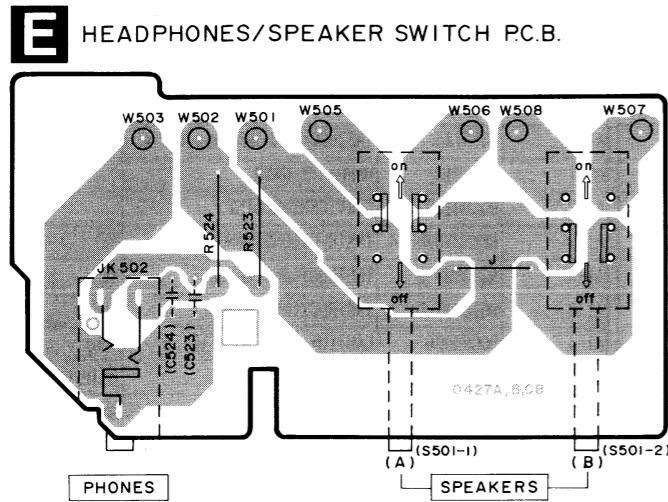 E HEADPHONES/SPEAKER SWITCH P.C.B.
W503 W502 W501 W505 W506 W508 W507
on on
R524 R523
JK502
J
off off
(C524) (C523)
0427A,B,CB
(S501-1) (S501-2)
(A) (B)
PHONES SPEAKERS